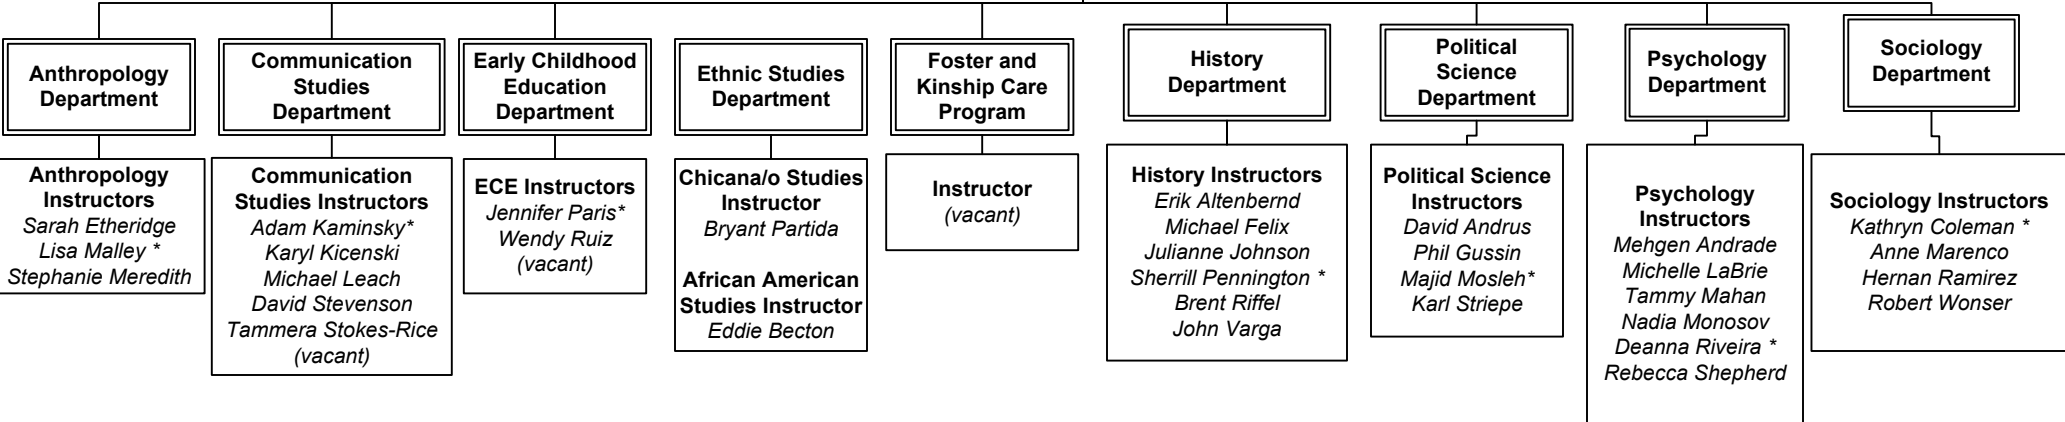 Anthropology
Department
Anthropology
Instructors
Sarah Etheridge
Lisa Malley *
Stephanie Meredith
Communication
Studies
Department
Communication
Studies Instructors
Adam Kaminsky*
Karyl Kicenski
Michael Leach
David Stevenson
Tammera Stokes-Rice
(vacant)
Early Childhood
Education
Department
ECE Instructors
Jennifer Paris*
Wendy Ruiz
(vacant)
Ethnic Studies
Department
Chicana/o Studies
Instructor
Bryant Partida
African American
Studies Instructor
Eddie Becton
Foster and
Kinship Care
Program
Instructor
(vacant)
History
Department
History Instructors
Erik Altenbernd
Michael Felix
Julianne Johnson
Sherrill Pennington *
Brent Riffel
John Varga
Political
Science
Department
Political Science
Instructors
David Andrus
Phil Gussin
Majid Mosleh*
Karl Striepe
Psychology
Department
Psychology
Instructors
Mehgen Andrade
Michelle LaBrie
Tammy Mahan
Nadia Monosov
Deanna Riveira *
Rebecca Shepherd
Sociology
Department
Sociology Instructors
Kathryn Coleman *
Anne Marenco
Hernan Ramirez
Robert Wonser